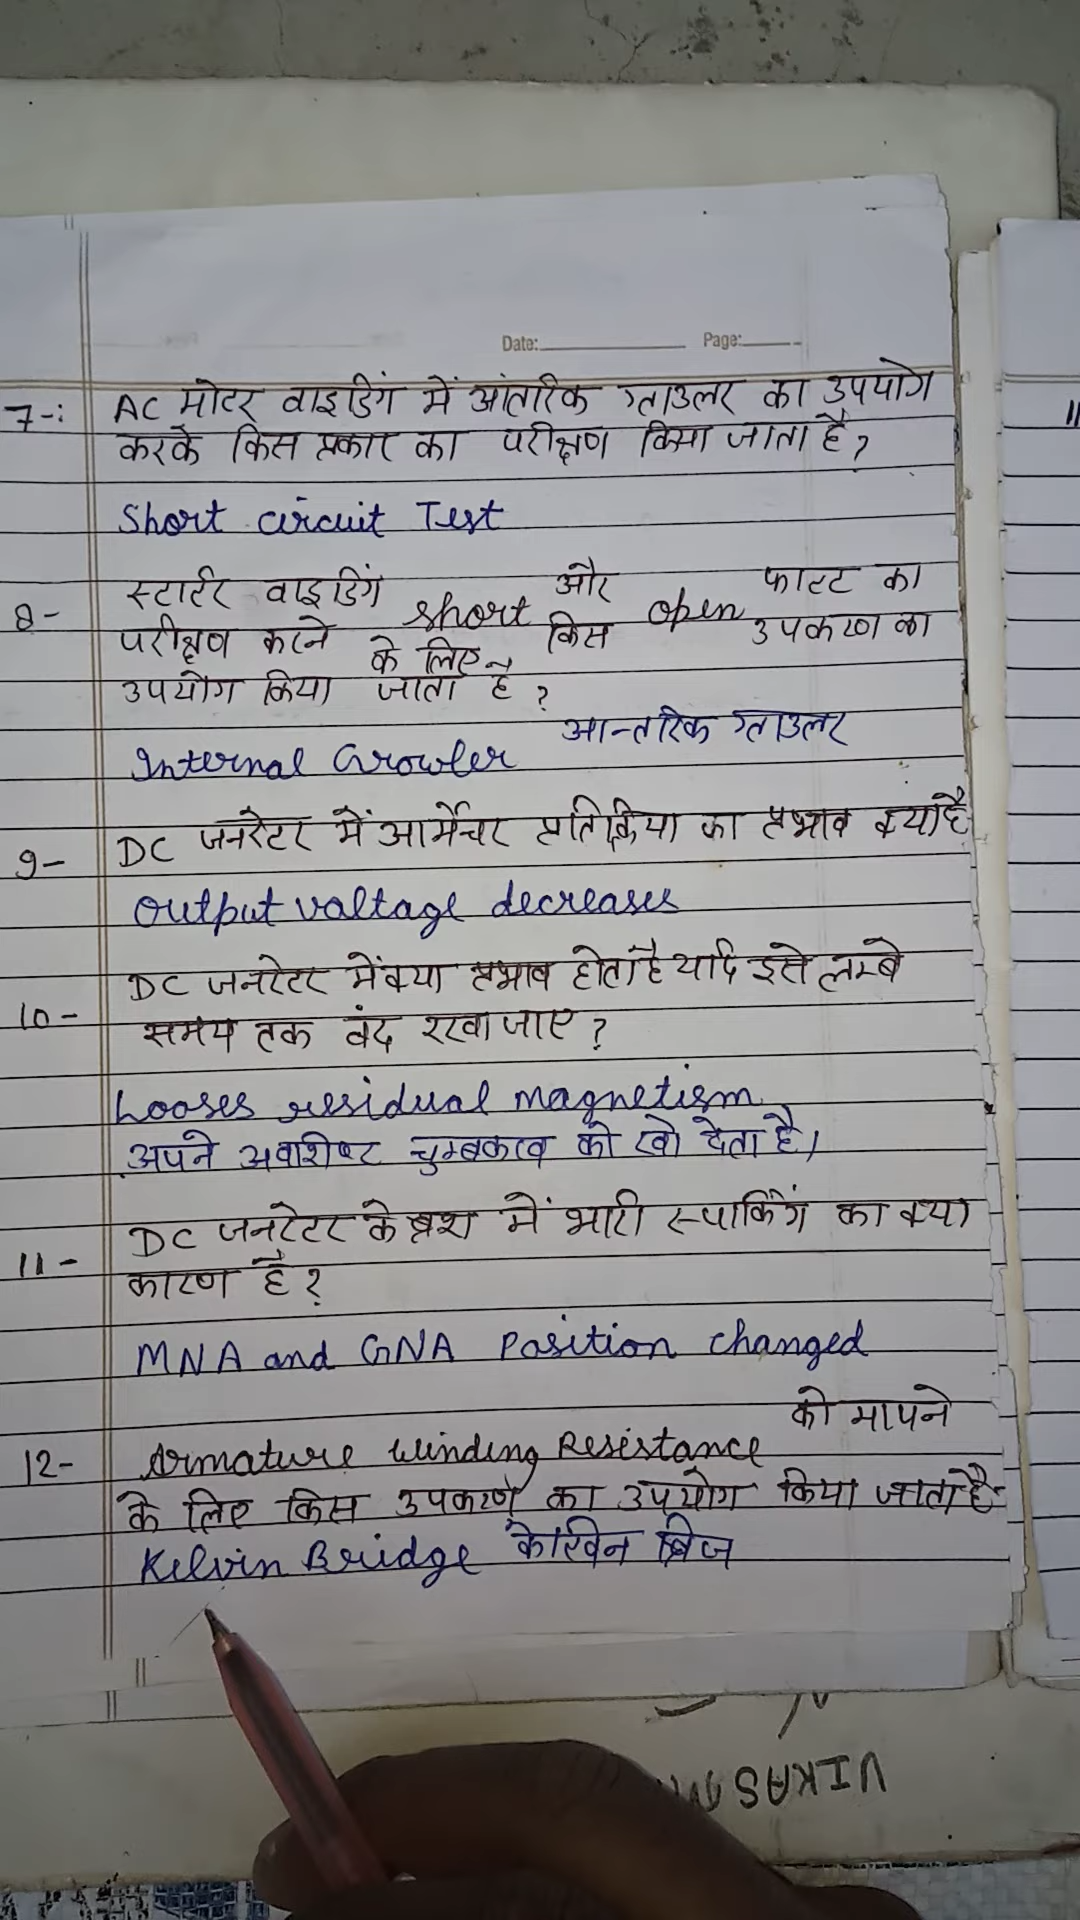 Date: Page:
7-: AC मोटर वाइडिंग में आंतरिक ग्राउलर का उपयोग
करके किस प्रकार का परीक्षण किया जाता है?
Short circuit Test
8- स्टार्टर वाइडिंग short और open फाल्ट का
परीक्षण करने के लिए किस उपकरण का
उपयोग किया जाता है?
Internal Growler आन्तरिक ग्राउलर
9- DC जनरेटर में आर्मेचर प्रतिक्रिया का प्रभाव क्या है
Output voltage decreases
10- DC जनरेटर में क्या प्रभाव होता है यदि इसे लम्बे
समय तक बंद रखा जाए?
Looses residual magnetism
अपने अवशिष्ट चुम्बकत्व को खो देता है।
11- DC जनरेटर के ब्रश में भारी स्पार्किंग का क्या
कारण है?
MNA and GNA Position changed
12- Armature Winding Resistance को मापने
के लिए किस उपकरण का उपयोग किया जाता है-
Kelvin Bridge केल्विन ब्रिज
VIKAS
11